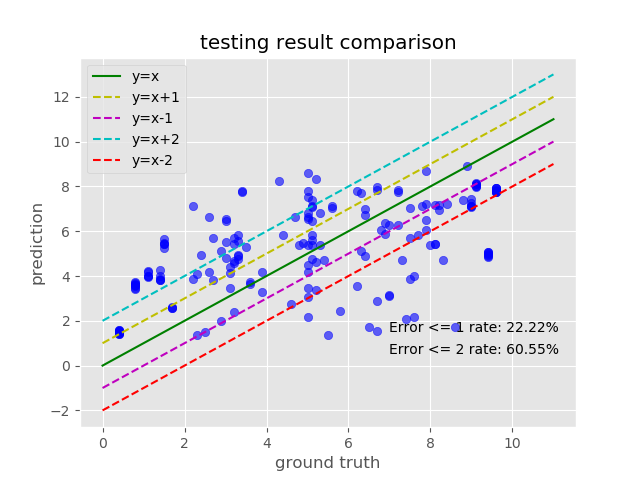 testing result comparison
y=x
y=x+1
y=x-1
y=x+2
y=x-2
12
10
8
6
4
2
0
−2
prediction
Error <= 1 rate: 22.22%
Error <= 2 rate: 60.55%
0 2 4 6 8 10
ground truth